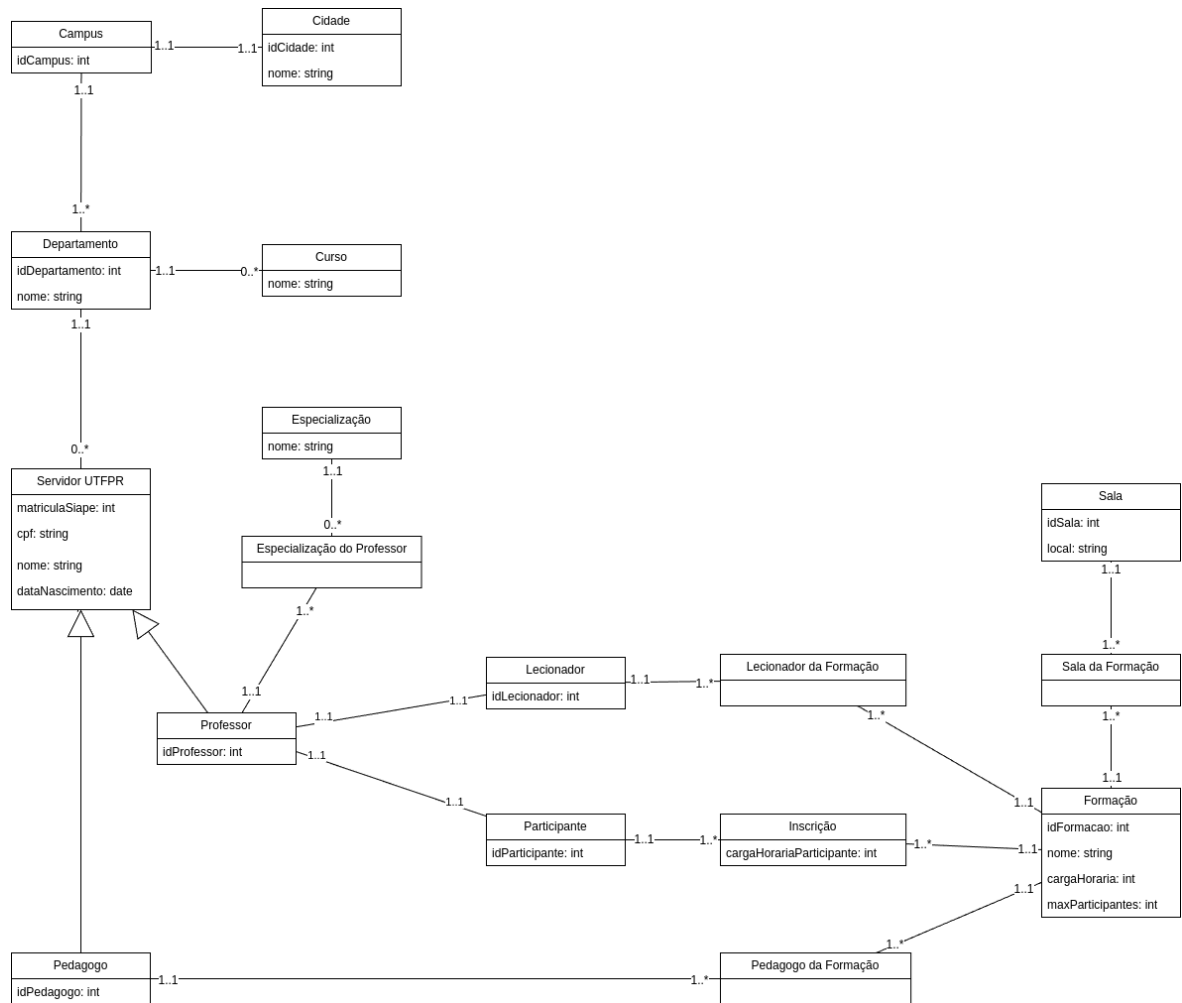 Campus
idCampus: int
1..1
1..1
Cidade
idCidade: int
nome: string
1..1
1..*
Departamento
idDepartamento: int
nome: string
1..1
0..*
Curso
nome: string
1..1
0..*
Servidor UTFPR
matriculaSiape: int
cpf: string
nome: string
dataNascimento: date
Especialização
nome: string
1..1
0..*
Especialização do Professor
1..*
1..1
Professor
idProfessor: int
1..1
1..1
Lecionador
idLecionador: int
1..1
1..*
Lecionador da Formação
1..*
1..1
Sala
idSala: int
local: string
1..1
1..*
Sala da Formação
1..*
1..1
Formação
idFormacao: int
nome: string
cargaHoraria: int
maxParticipantes: int
1..1
1..1
Participante
idParticipante: int
1..1
1..*
Inscrição
cargaHorariaParticipante: int
1..*
1..1
1..1
1..*
Pedagogo
idPedagogo: int
1..1
1..*
Pedagogo da Formação